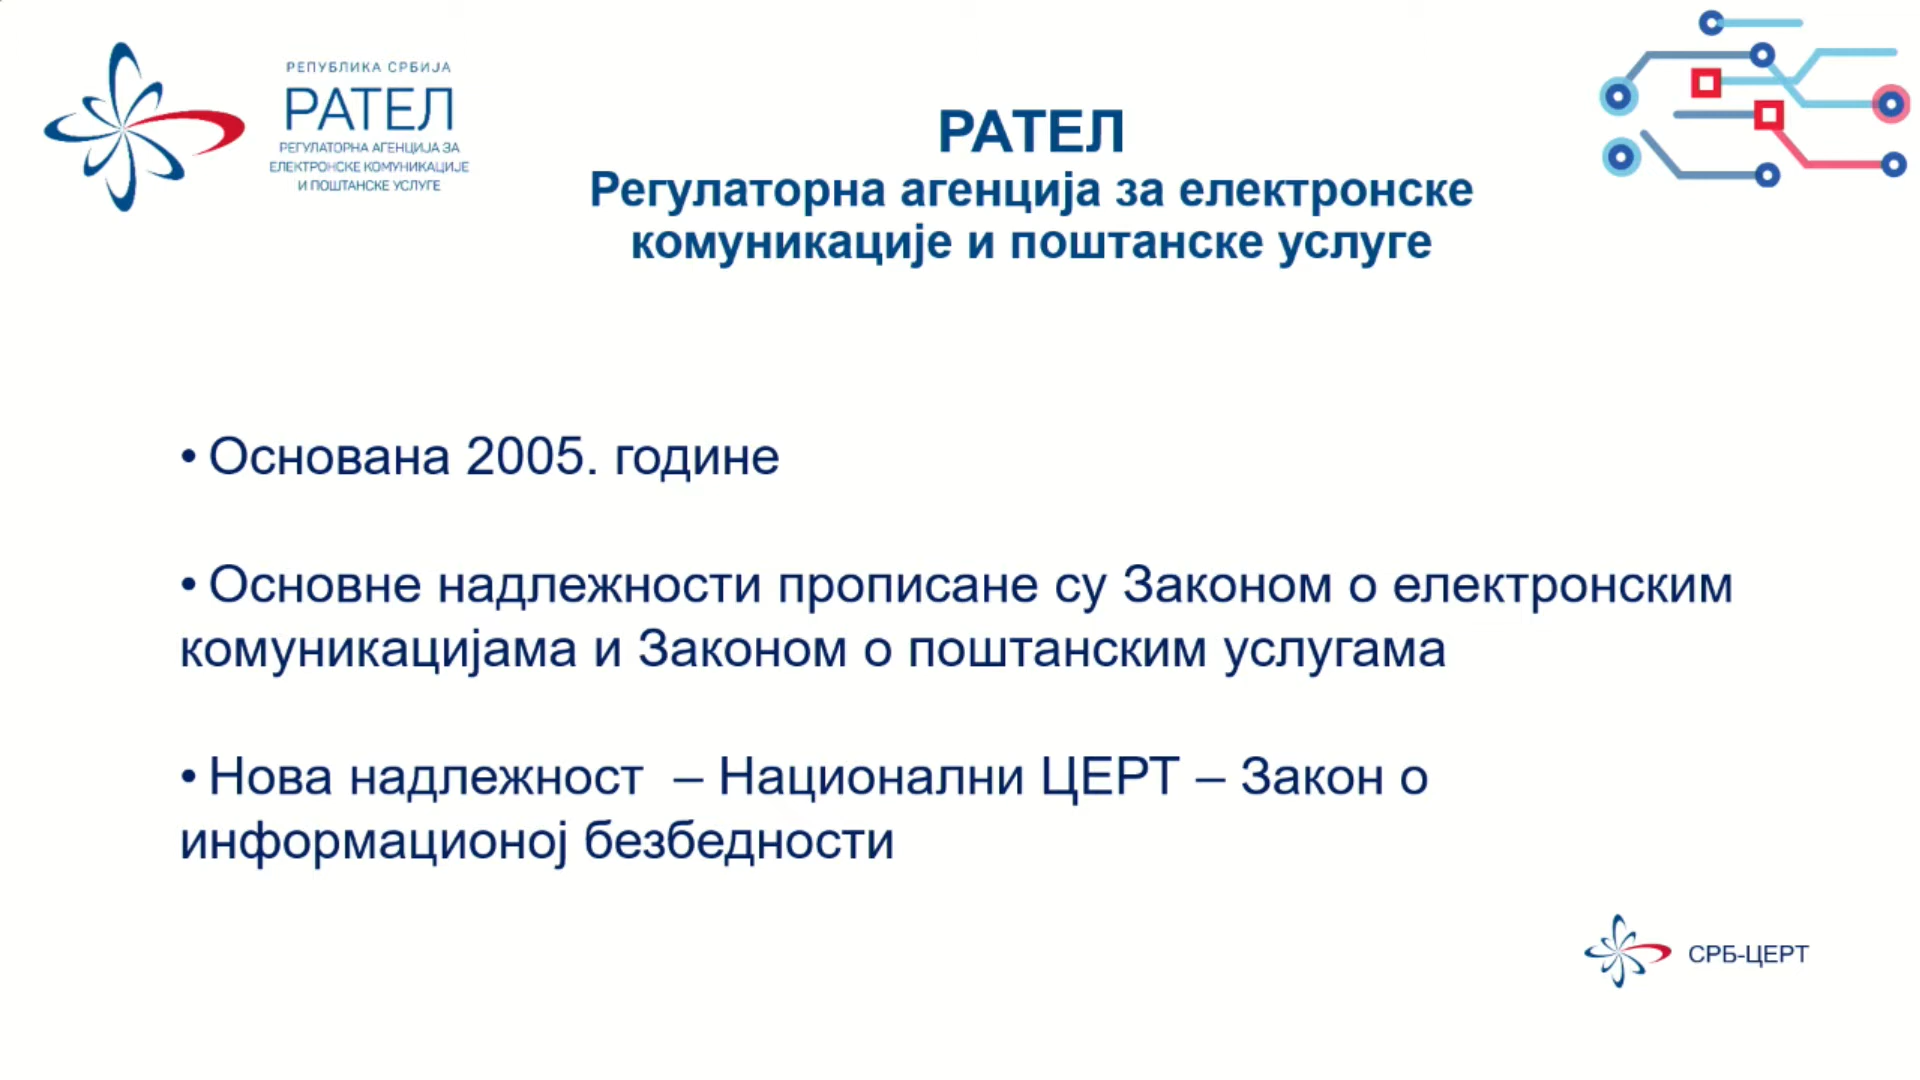 РЕПУБЛИКА СРБИЈА
РАТЕЛ
РЕГУЛАТОРНА АГЕНЦИЈА ЗА
ЕЛЕКТРОНСКЕ КОМУНИКАЦИЈЕ
И ПОШТАНСКЕ УСЛУГЕ
РАТЕЛ
Регулаторна агенција за електронске
комуникације и поштанске услуге
• Основана 2005. године
• Основне надлежности прописане су Законом о електронским
комуникацијама и Законом о поштанским услугама
• Нова надлежност – Национални ЦЕРТ – Закон о
информационој безбедности
СРБ-ЦЕРТ